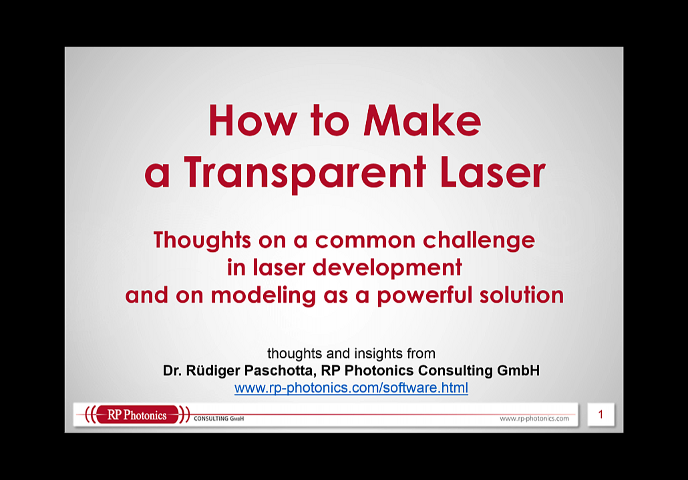 How to Make
a Transparent Laser
Thoughts on a common challenge
in laser development
and on modeling as a powerful solution
thoughts and insights from
Dr. Rüdiger Paschotta, RP Photonics Consulting GmbH
www.rp-photonics.com/software.html
RP Photonics CONSULTING GmbH www.rp-photonics.com 1